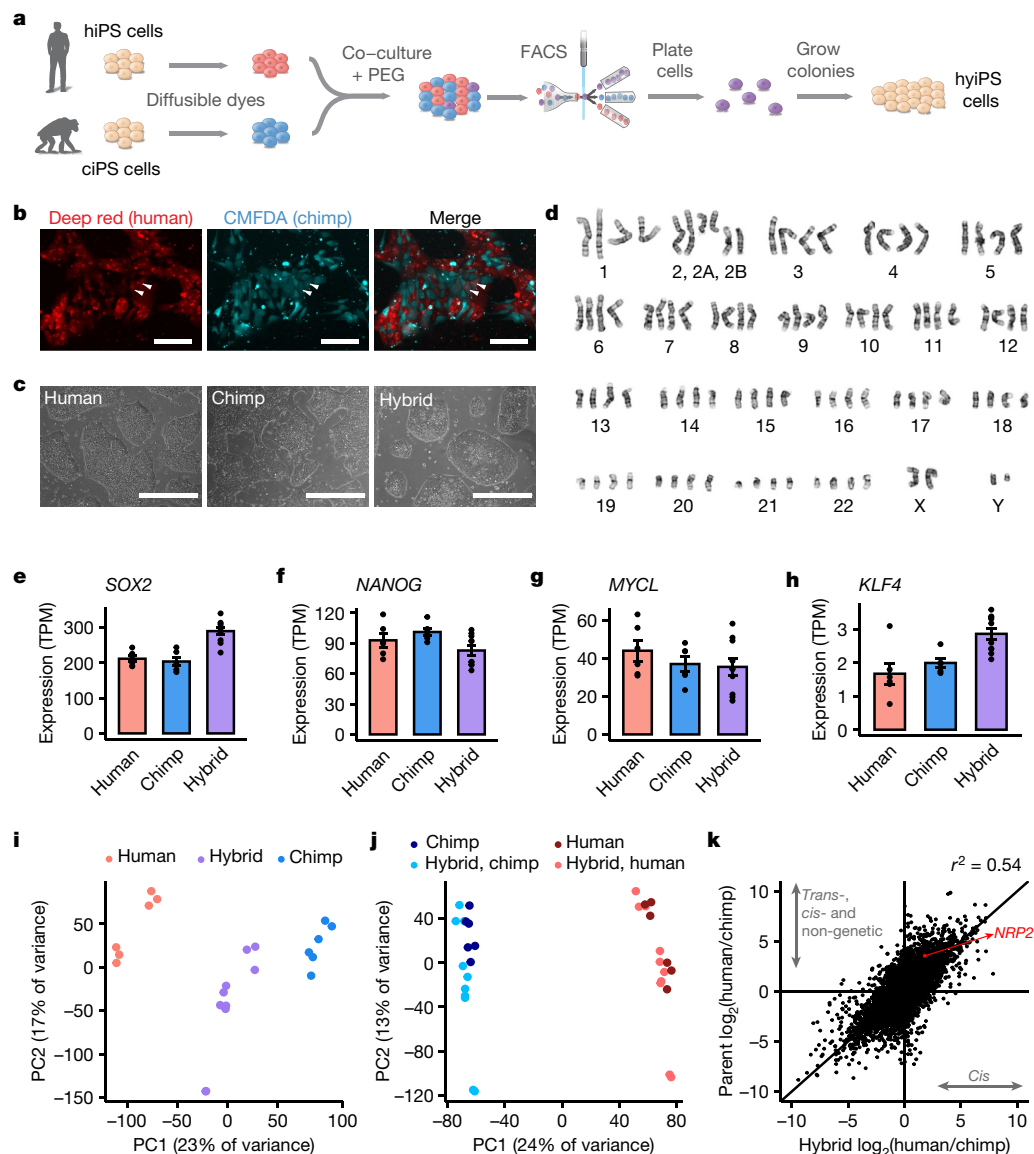 a
hiPS cells
Diffusible dyes
ciPS cells
Co–culture
+ PEG
FACS
Plate
cells
Grow
colonies
hyiPS
cells
b
Deep red (human)
CMFDA (chimp)
Merge
c
Human
Chimp
Hybrid
d
1 2, 2A, 2B 3 4 5
6 7 8 9 10 11 12
13 14 15 16 17 18
19 20 21 22 X Y
e
SOX2
Expression (TPM)
300
200
100
0
Human Chimp Hybrid
f
NANOG
Expression (TPM)
120
90
60
30
0
Human Chimp Hybrid
g
MYCL
Expression (TPM)
60
40
20
0
Human Chimp Hybrid
h
KLF4
Expression (TPM)
3
2
1
0
Human Chimp Hybrid
i
Human Hybrid Chimp
PC2 (17% of variance)
50
0
−50
−100
−150
−100 −50 0 50 100
PC1 (23% of variance)
j
Chimp Human
Hybrid, chimp Hybrid, human
PC2 (13% of variance)
40
0
−40
−80
−120
−80 −40 0 40 80
PC1 (24% of variance)
k
r² = 0.54
Trans-,
cis- and
non-genetic
NRP2
Cis
Parent log₂(human/chimp)
10
5
0
−5
−10
−10 −5 0 5 10
Hybrid log₂(human/chimp)